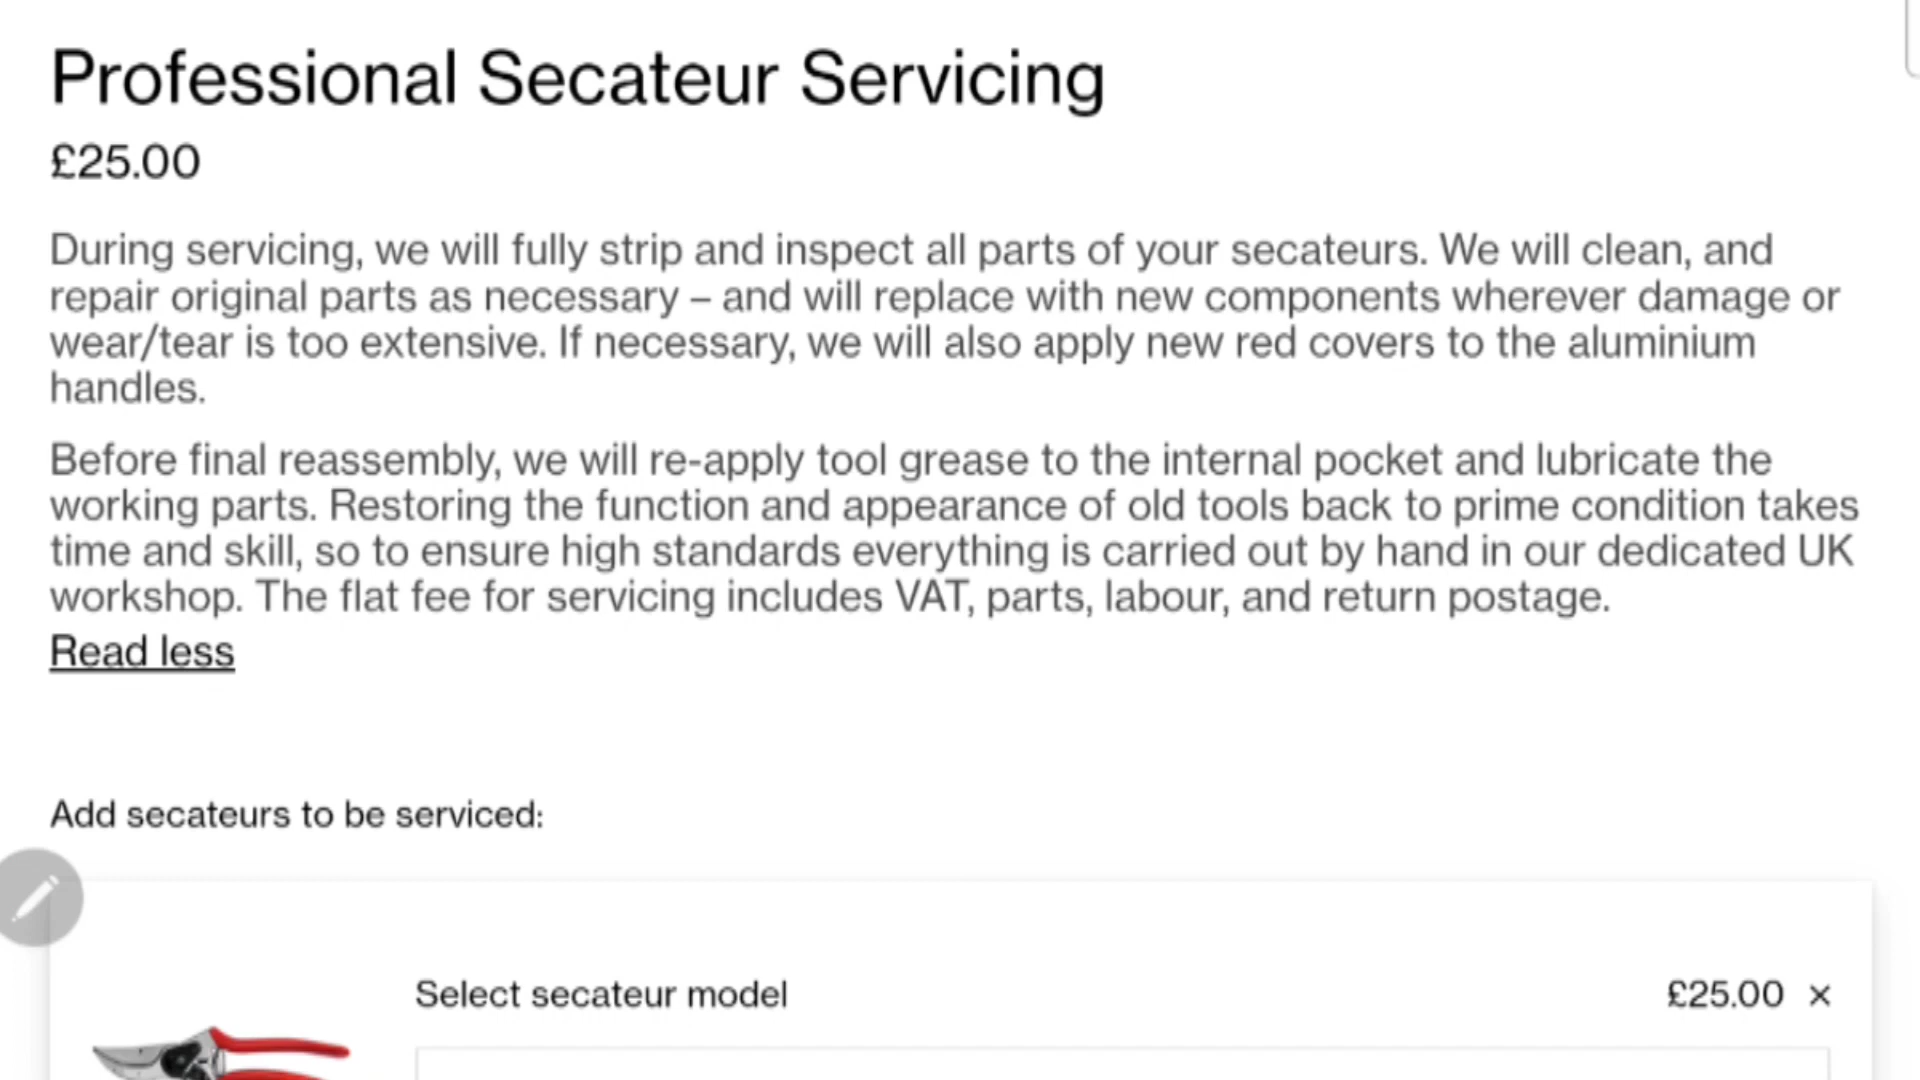 Professional Secateur Servicing
£25.00
During servicing, we will fully strip and inspect all parts of your secateurs. We will clean, and
repair original parts as necessary – and will replace with new components wherever damage or
wear/tear is too extensive. If necessary, we will also apply new red covers to the aluminium
handles.
Before final reassembly, we will re-apply tool grease to the internal pocket and lubricate the
working parts. Restoring the function and appearance of old tools back to prime condition takes
time and skill, so to ensure high standards everything is carried out by hand in our dedicated UK
workshop. The flat fee for servicing includes VAT, parts, labour, and return postage.
Read less
Add secateurs to be serviced:
Select secateur model £25.00 ×